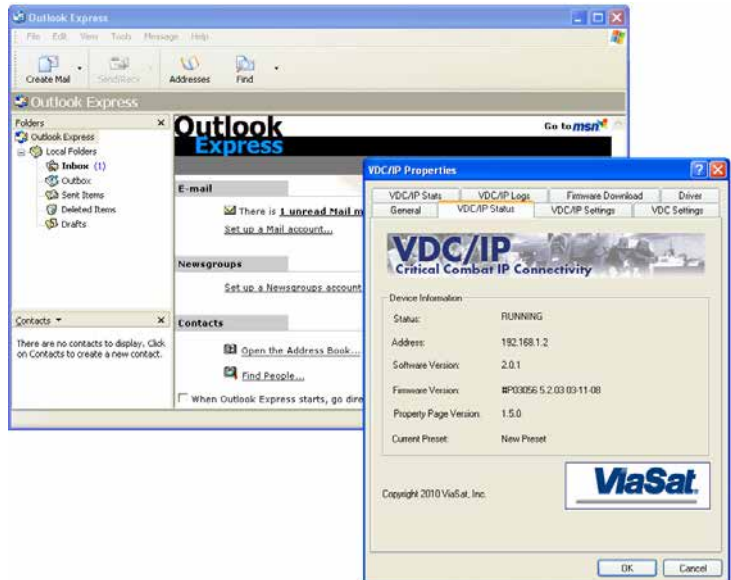 Outlook Express
File Edit View Tools Message Help
Create Mail Send/Recv Addresses Find
Outlook Express
Folders
Outlook Express
Local Folders
Inbox (1)
Outbox
Sent Items
Deleted Items
Drafts
Contacts
There are no contacts to display. Click
on Contacts to create a new contact.
Outlook
Express
Go to msn
E-mail
There is 1 unread Mail m
Set up a Mail account...
Newsgroups
Set up a Newsgroups account
Contacts
Open the Address Book...
Find People...
When Outlook Express starts, go dire
VDC/IP Properties
VDC/IP Stats VDC/IP Logs Firmware Download Driver
General VDC/IP Status VDC/IP Settings VDC Settings
VDC/IP
Critical Combat IP Connectivity
Device Information
Status: RUNNING
Address: 192.168.1.2
Software Version: 2.0.1
Firmware Version: #P03056 5.2.03 03-11-08
Property Page Version: 1.5.0
Current Preset: New Preset
Copyright 2010 ViaSat, Inc.
ViaSat
OK Cancel